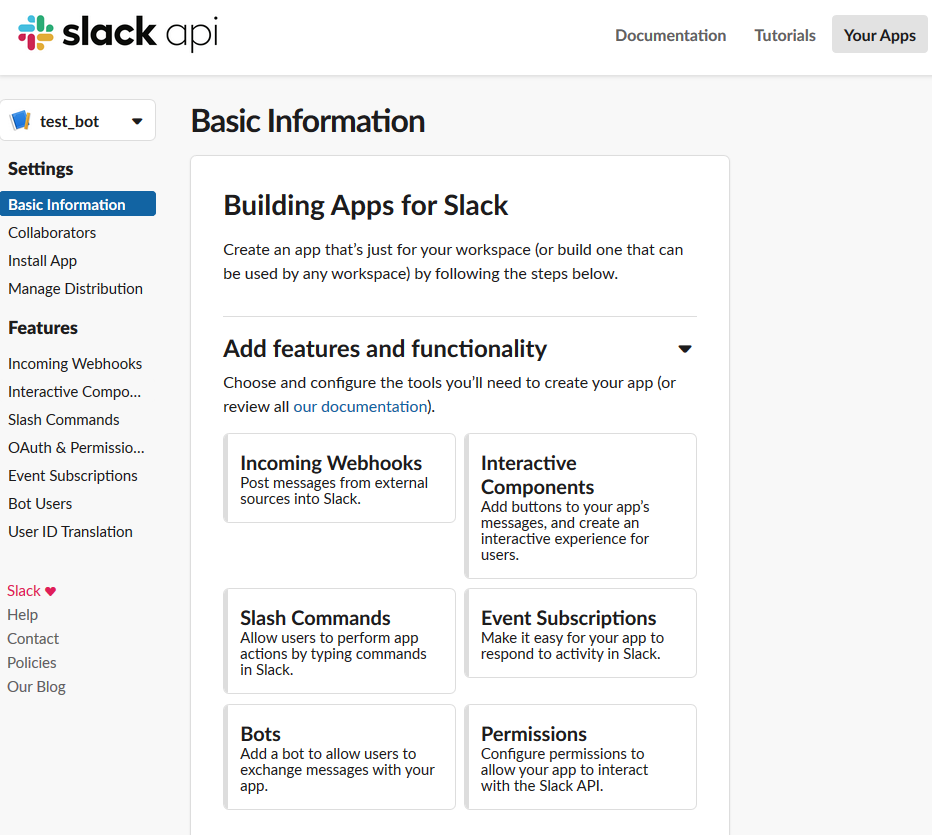 slack api
Documentation
Tutorials
Your Apps
test_bot
Settings
Basic Information
Collaborators
Install App
Manage Distribution
Features
Incoming Webhooks
Interactive Compo...
Slash Commands
OAuth & Permissio...
Event Subscriptions
Bot Users
User ID Translation
Slack ♥
Help
Contact
Policies
Our Blog
Basic Information
Building Apps for Slack
Create an app that’s just for your workspace (or build one that can
be used by any workspace) by following the steps below.
Add features and functionality
Choose and configure the tools you’ll need to create your app (or
review all our documentation).
Incoming Webhooks
Post messages from external
sources into Slack.
Interactive
Components
Add buttons to your app’s
messages, and create an
interactive experience for
users.
Slash Commands
Allow users to perform app
actions by typing commands
in Slack.
Event Subscriptions
Make it easy for your app to
respond to activity in Slack.
Bots
Add a bot to allow users to
exchange messages with your
app.
Permissions
Configure permissions to
allow your app to interact
with the Slack API.